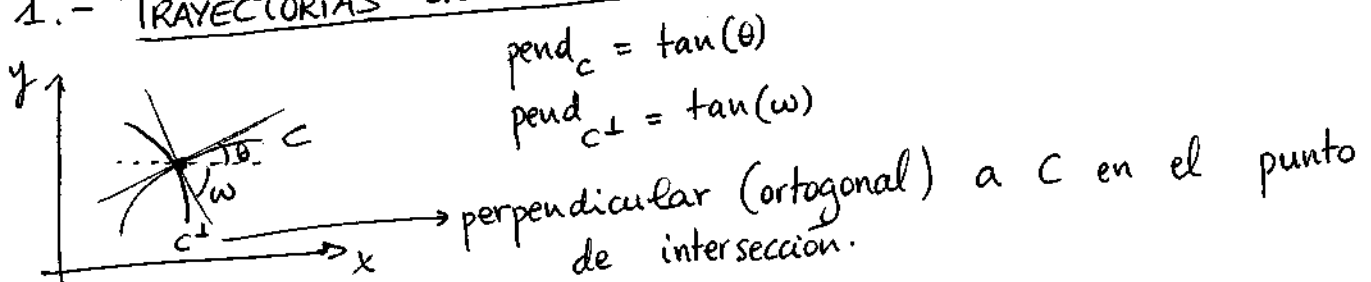 1.- TRAYECTORIAS
pend_c = tan(θ)
y
pend_c⊥ = tan(ω)
C
θ
ω
perpendicular (ortogonal) a C en el punto
C⊥
de intersección.
x